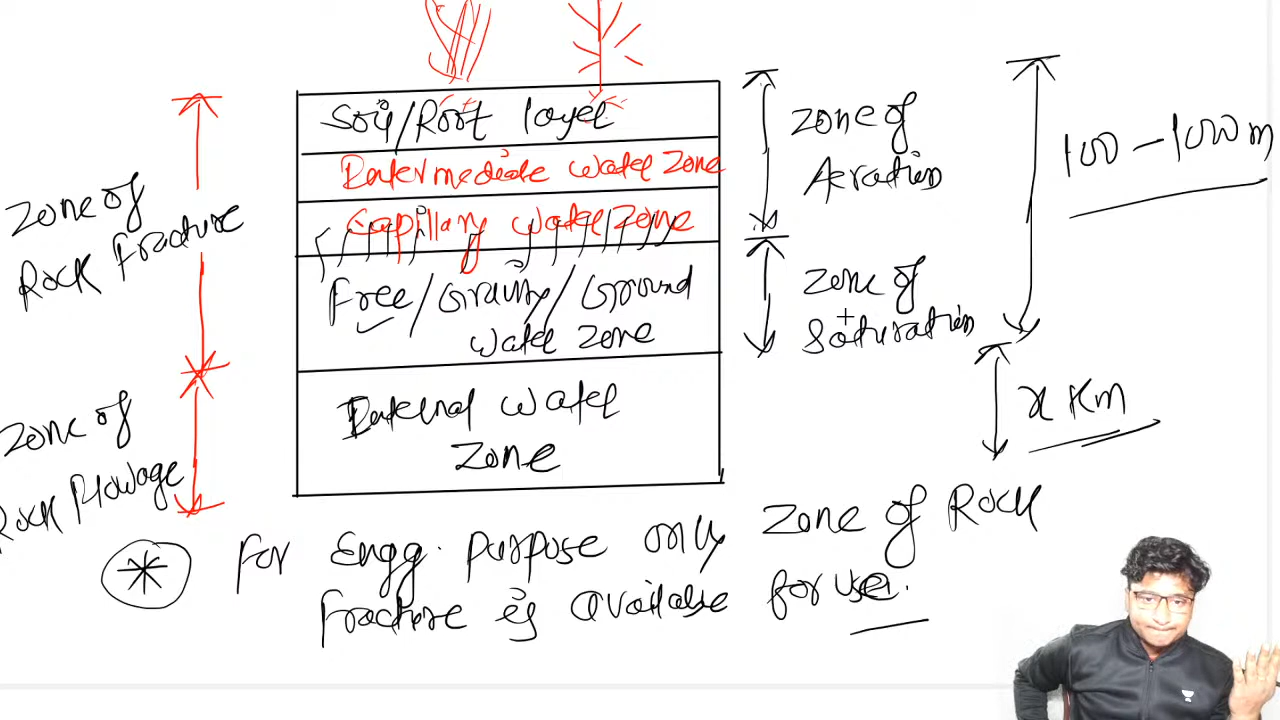 Soil/Root layer
Intermediate water zone
Capillary water zone
Free/Gravity/Ground
water zone
Internal water
zone
zone of
Rock fracture
zone of
Rock Flowage
zone of
Aeration
zone of
Saturation
100 - 1000 m
x Km
* for Engg. purpose only zone of Rock
fracture is available for use.